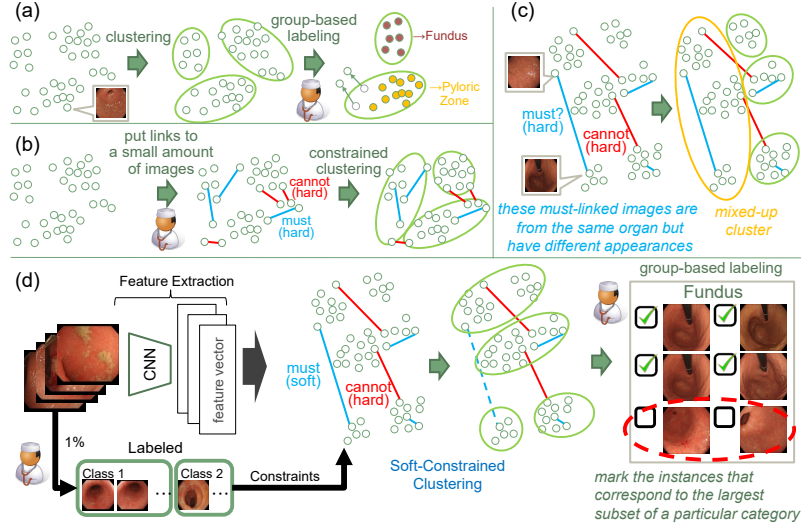 (a)
clustering
group-based
labeling
→Fundus
→Pyloric
Zone
(b)
put links to
a small amount
of images
cannot
(hard)
must
(hard)
constrained
clustering
(c)
must?
(hard)
cannot
(hard)
these must-linked images are
from the same organ but
have different appearances
mixed-up
cluster
(d)
Feature Extraction
CNN
feature vector
1%
Labeled
Class 1
...
Class 2
...
Constraints
must
(soft)
cannot
(hard)
Soft-Constrained
Clustering
group-based labeling
Fundus
mark the instances that
correspond to the largest
subset of a particular category